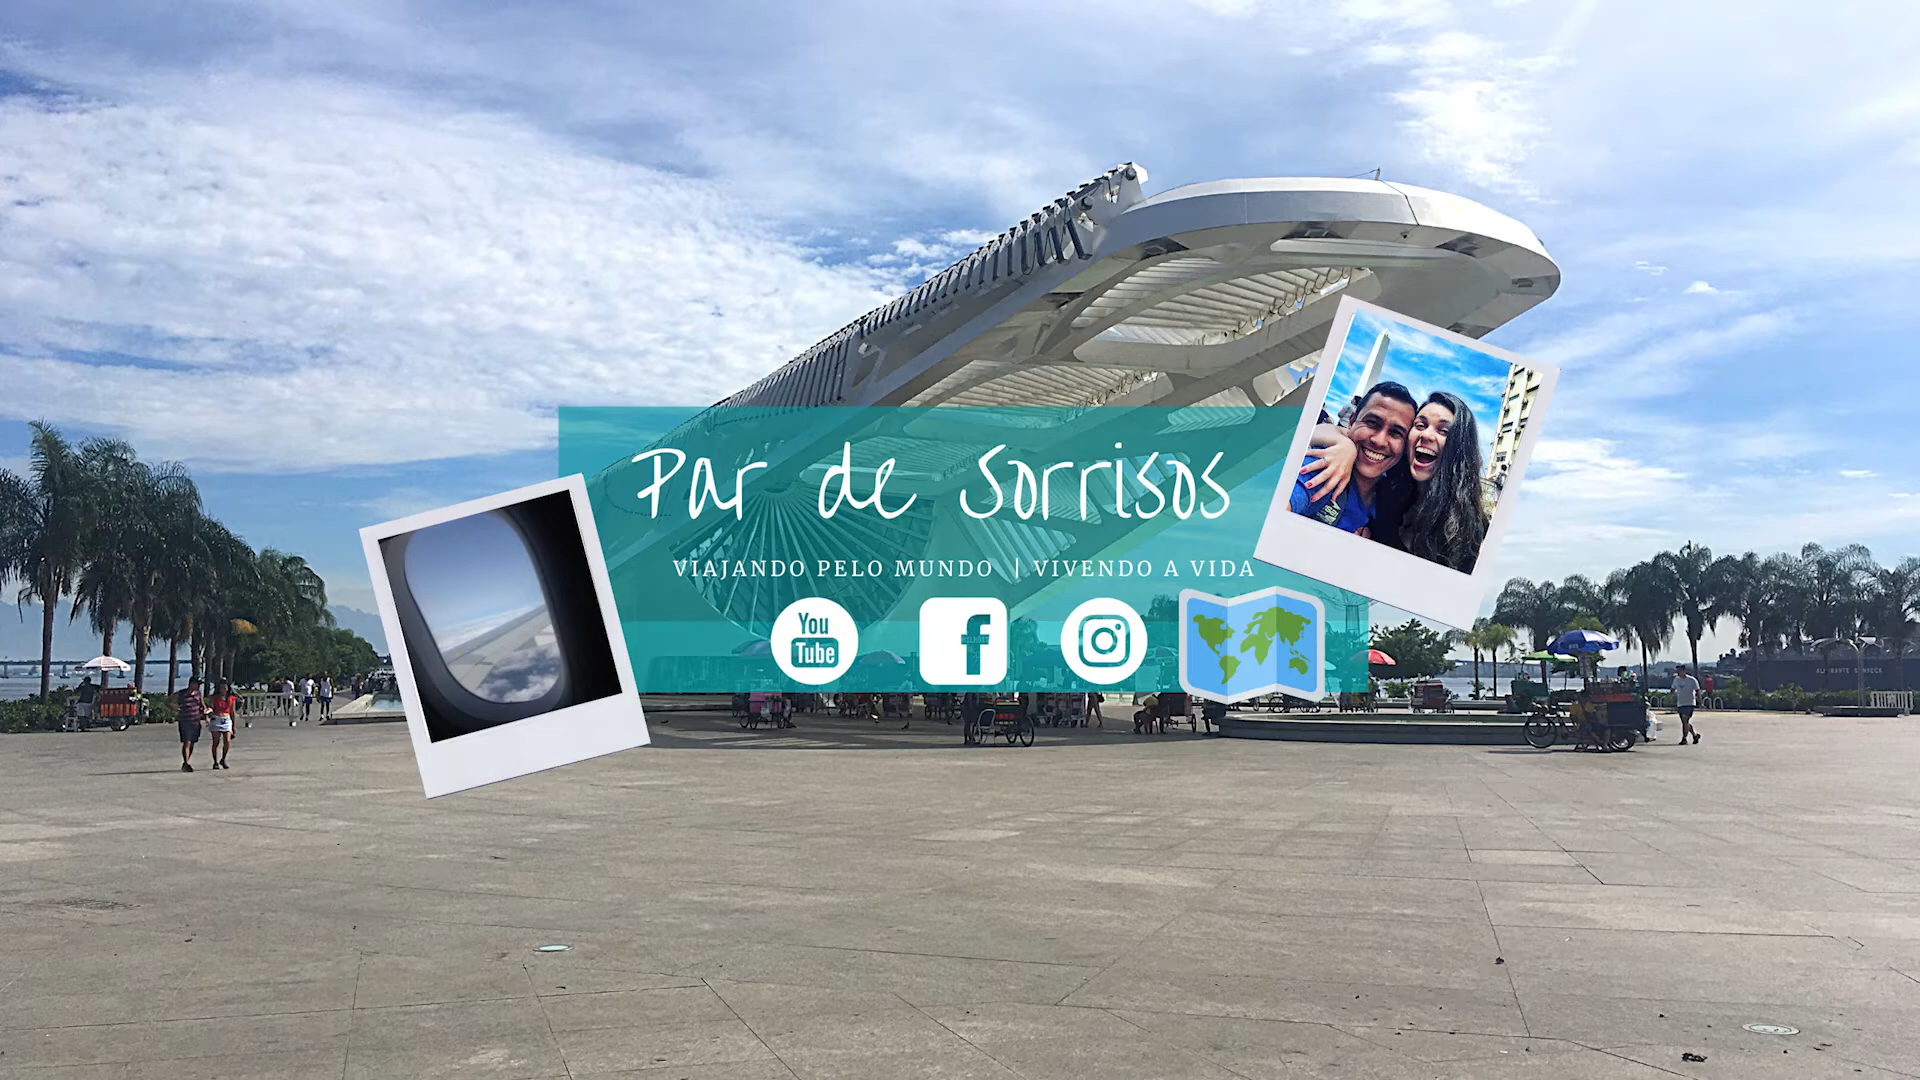 Par de Sorrisos
VIAJANDO PELO MUNDO | VIVENDO A VIDA
You
Tube
f